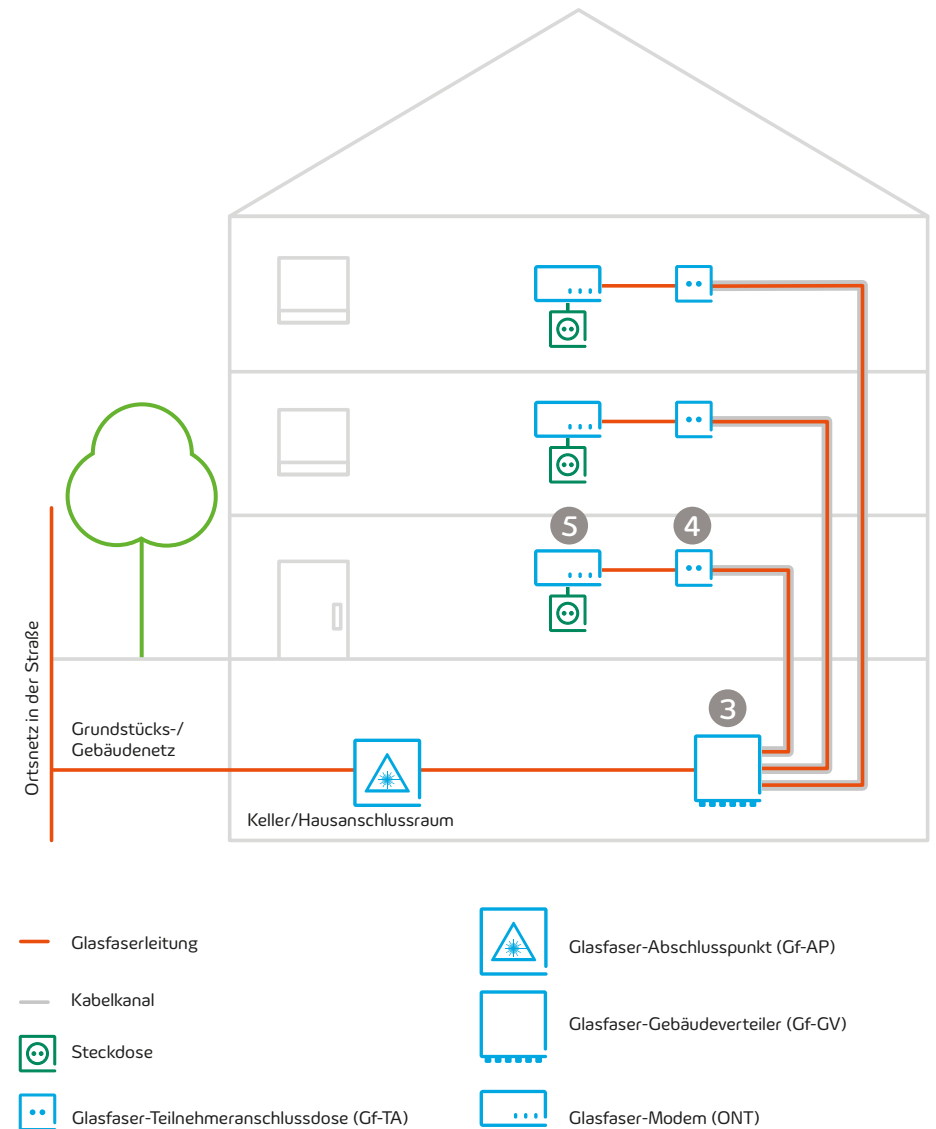 5
4
3
Ortsnetz in der Straße
Grundstücks-/
Gebäudenetz
Keller/Hausanschlussraum
Glasfaserleitung
Kabelkanal
Steckdose
Glasfaser-Teilnehmeranschlussdose (Gf-TA)
Glasfaser-Abschlusspunkt (Gf-AP)
Glasfaser-Gebäudeverteiler (Gf-GV)
Glasfaser-Modem (ONT)